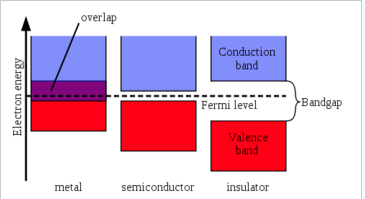 overlap
Electron energy
Conduction
band
Fermi level
Bandgap
Valence
band
metal
semiconductor
insulator